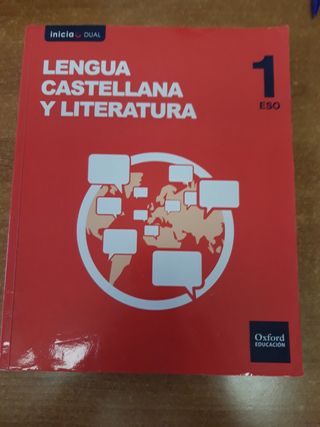 inicia DUAL
LENGUA
CASTELLANA
Y LITERATURA
1
ESO
Oxford
EDUCACIÓN